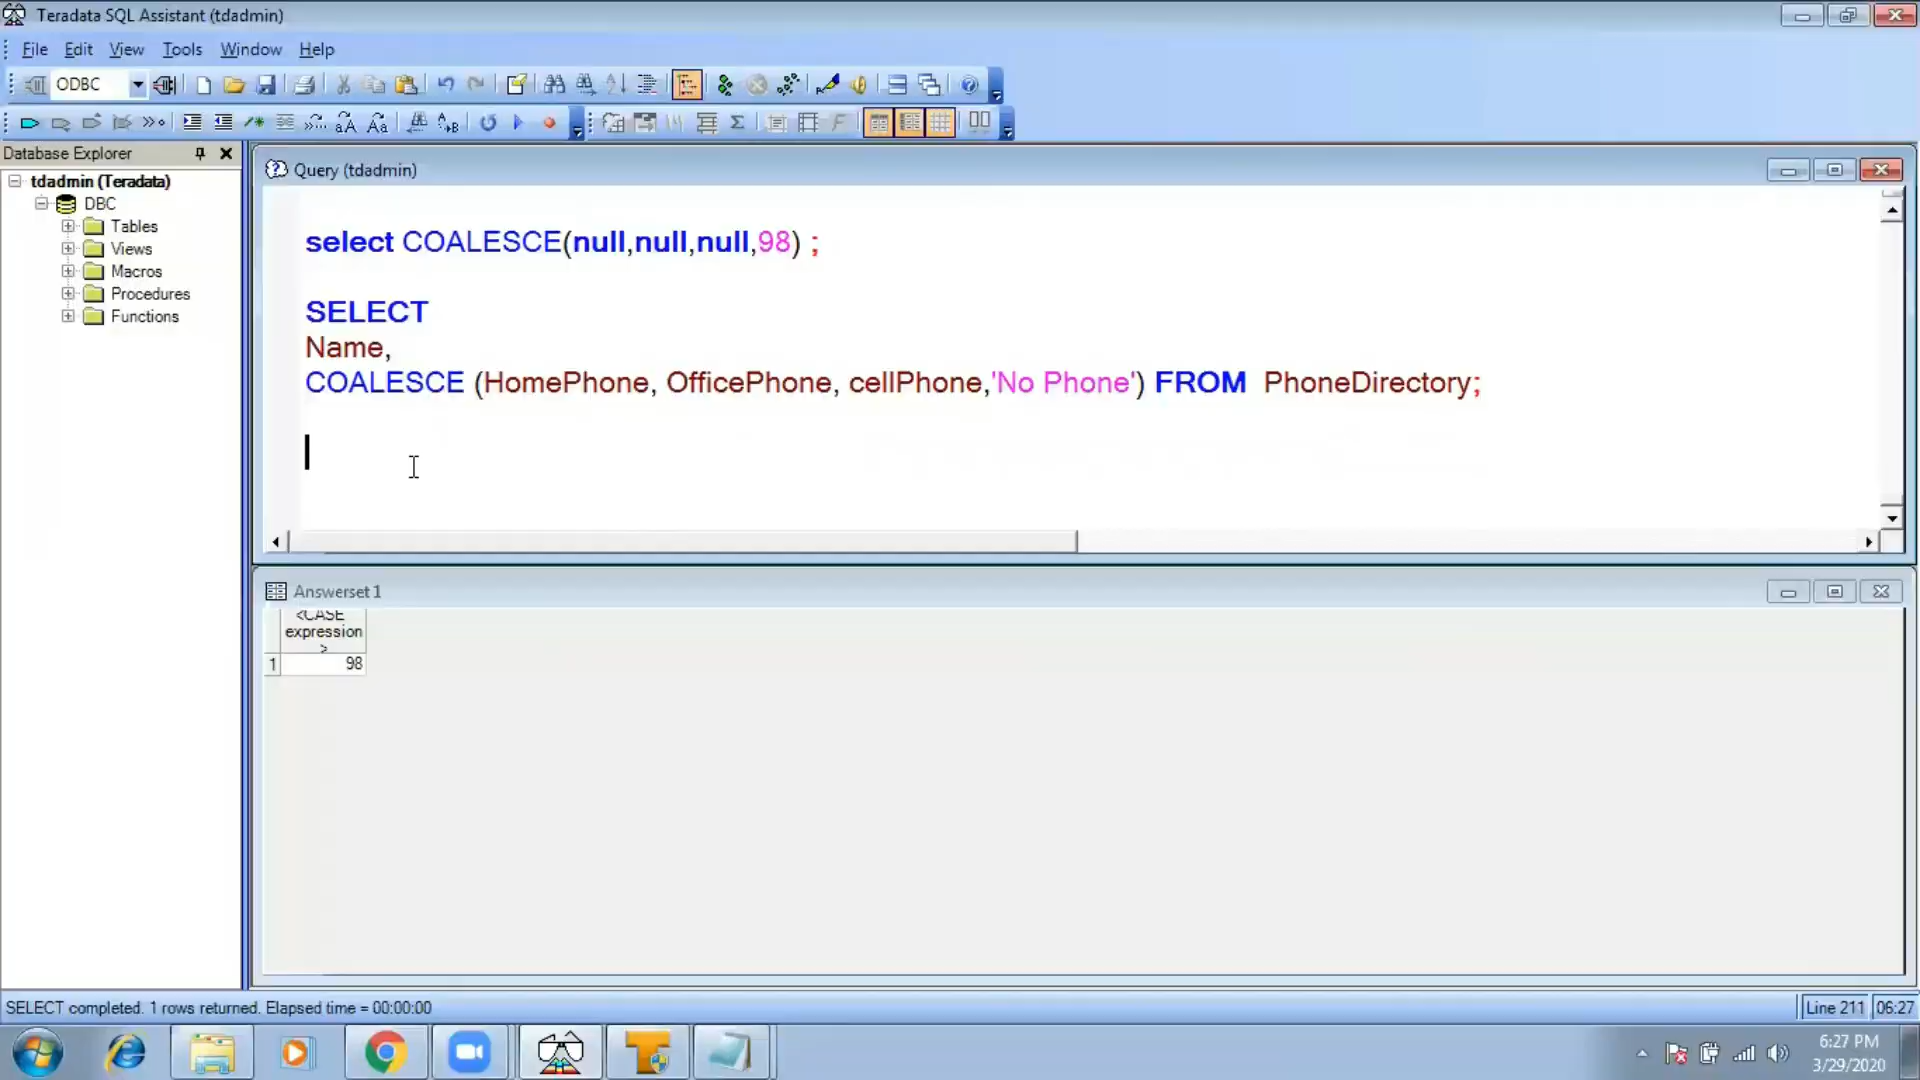 Teradata SQL Assistant (tdadmin)
File Edit View Tools Window Help
ODBC
Database Explorer
tdadmin (Teradata)
DBC
Tables
Views
Macros
Procedures
Functions
Query (tdadmin)
select COALESCE(null,null,null,98) ;
SELECT
Name,
COALESCE (HomePhone, OfficePhone, cellPhone,'No Phone') FROM PhoneDirectory;
Answerset 1
<CASE
expression
>
1 98
SELECT completed. 1 rows returned. Elapsed time = 00:00:00
Line 211 06:27
6:27 PM
3/29/2020